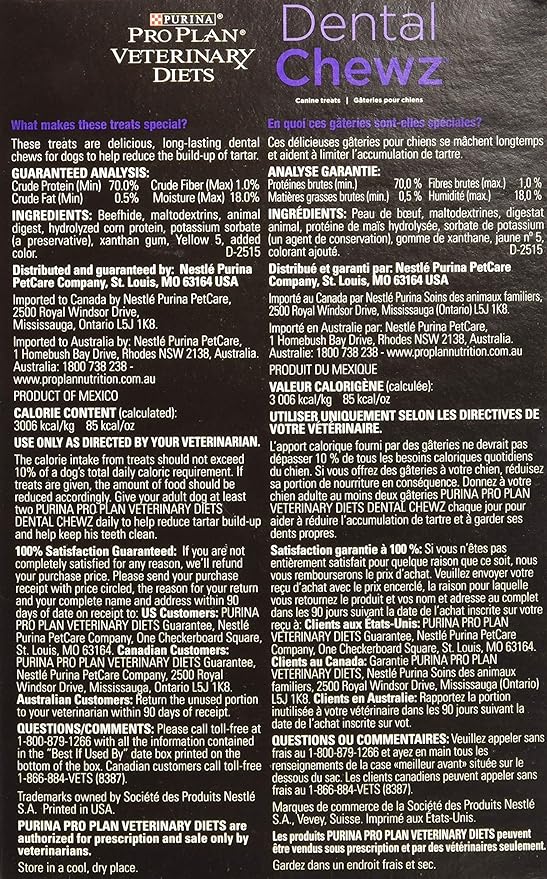 PURINA®
PRO PLAN®
VETERINARY
DIETS
Dental
Chewz™
Canine treats | Gâteries pour chiens
What makes these treats special?
These treats are delicious, long-lasting dental
chews for dogs to help reduce the build-up of tartar.
GUARANTEED ANALYSIS:
Crude Protein (Min) 70.0% Crude Fiber (Max) 1.0%
Crude Fat (Min) 0.5% Moisture (Max) 18.0%
INGREDIENTS: Beefhide, maltodextrins, animal
digest, hydrolyzed corn protein, potassium sorbate
(a preservative), xanthan gum, Yellow 5, added
color. D-2515
Distributed and guaranteed by: Nestlé Purina
PetCare Company, St. Louis, MO 63164 USA
Imported to Canada by Nestlé Purina PetCare,
2500 Royal Windsor Drive,
Mississauga, Ontario L5J 1K8.
Imported to Australia by: Nestlé Purina PetCare,
1 Homebush Bay Drive, Rhodes NSW 2138, Australia.
Australia: 1800 738 238 -
www.proplannutrition.com.au
PRODUCT OF MEXICO
CALORIE CONTENT (calculated):
3006 kcal/kg 85 kcal/oz
USE ONLY AS DIRECTED BY YOUR VETERINARIAN.
The calorie intake from treats should not exceed
10% of a dog's total daily caloric requirement. If
treats are given, the amount of food should be
reduced accordingly. Give your adult dog at least
two PURINA PRO PLAN VETERINARY DIETS
DENTAL CHEWZ daily to help reduce tartar build-up
and help keep his teeth clean.
100% Satisfaction Guaranteed: If you are not
completely satisfied for any reason, we'll refund
your purchase price. Please send your purchase
receipt with price circled, the reason for your return
and your complete name and address within 90
days of date on receipt to: US Customers: PURINA
PRO PLAN VETERINARY DIETS Guarantee, Nestlé
Purina PetCare Company, One Checkerboard Square,
St. Louis, MO 63164. Canadian Customers:
PURINA PRO PLAN VETERINARY DIETS Guarantee,
Nestlé Purina PetCare Company, 2500 Royal
Windsor Drive, Mississauga, Ontario L5J 1K8.
Australian Customers: Return the unused portion
to your veterinarian within 90 days of receipt.
QUESTIONS/COMMENTS: Please call toll-free at
1-800-879-1266 with all the information contained
in the "Best If Used By" date box printed on the
bottom of the box. Canadian customers call toll-free
1-866-884-VETS (8387).
Trademarks owned by Société des Produits Nestlé
S.A. Printed in USA.
PURINA PRO PLAN VETERINARY DIETS are
authorized for prescription and sale only by
veterinarians.
Store in a cool, dry place.
En quoi ces gâteries sont-elles spéciales?
Ces délicieuses gâteries pour chiens se mâchent longtemps
et aident à limiter l'accumulation de tartre.
ANALYSE GARANTIE:
Protéines brutes (min.) 70,0 % Fibres brutes (max.) 1,0 %
Matières grasses brutes (min.) 0,5 % Humidité (max.) 18,0 %
INGRÉDIENTS: Peau de bœuf, maltodextrines, digestat
animal, protéine de maïs hydrolysée, sorbate de potassium
(un agent de conservation), gomme de xanthane, jaune nº 5,
colorant ajouté. D-2515
Distribué et garanti par: Nestlé Purina
PetCare Company, St. Louis, MO 63164 USA
Importé au Canada par Nestlé Purina Soins des animaux familiers,
2500 Royal Windsor Drive, Mississauga (Ontario) L5J 1K8.
Importé en Australie par: Nestlé Purina PetCare,
1 Homebush Bay Drive, Rhodes NSW 2138, Australia.
Australie: 1800 738 238 - www.proplannutrition.com.au
PRODUIT DU MEXIQUE
VALEUR CALORIGÈNE (calculée):
3 006 kcal/kg 85 kcal/oz
UTILISER UNIQUEMENT SELON LES DIRECTIVES DE
VOTRE VÉTÉRINAIRE.
L'apport calorique fourni par des gâteries ne devrait pas
dépasser 10 % de tous les besoins caloriques quotidiens
du chien. Si vous offrez des gâteries à votre chien, réduisez
sa portion de nourriture en conséquence. Donnez à votre
chien adulte au moins deux gâteries PURINA PRO PLAN
VETERINARY DIETS DENTAL CHEWZ chaque jour pour
aider à réduire l'accumulation de tartre et à garder ses
dents propres.
Satisfaction garantie à 100 %: Si vous n'êtes pas
entièrement satisfait pour quelque raison que ce soit, nous
vous rembourserons le prix d'achat. Veuillez envoyer votre
reçu d'achat avec le prix encerclé, la raison pour laquelle
vous retournez le produit et vos nom et adresse au complet
dans les 90 jours suivant la date de l'achat inscrite sur votre
reçu à: Clients aux États-Unis: PURINA PRO PLAN
VETERINARY DIETS Guarantee, Nestlé Purina PetCare
Company, One Checkerboard Square, St. Louis, MO 63164.
Clients au Canada: Garantie PURINA PRO PLAN
VETERINARY DIETS, Nestlé Purina Soins des animaux
familiers, 2500 Royal Windsor Drive, Mississauga (Ontario)
L5J 1K8. Clients en Australie: Rapportez la portion
inutilisée à votre vétérinaire dans les 90 jours suivant la
date de l'achat inscrite sur vot.
QUESTIONS OU COMMENTAIRES: Veuillez appeler sans
frais au 1-800-879-1266 et ayez en main tous les
renseignements de la case «meilleur avant» située sur le
dessous du sac. Les clients canadiens peuvent appeler sans
frais au 1-866-884-VETS (8387).
Marques de commerce de la Société des Produits Nestlé
S.A., Vevey, Suisse. Imprimé aux États-Unis.
Les produits PURINA PRO PLAN VETERINARY DIETS peuvent
être vendus sous prescription et par des vétérinaires seulement.
Gardez dans un endroit frais et sec.